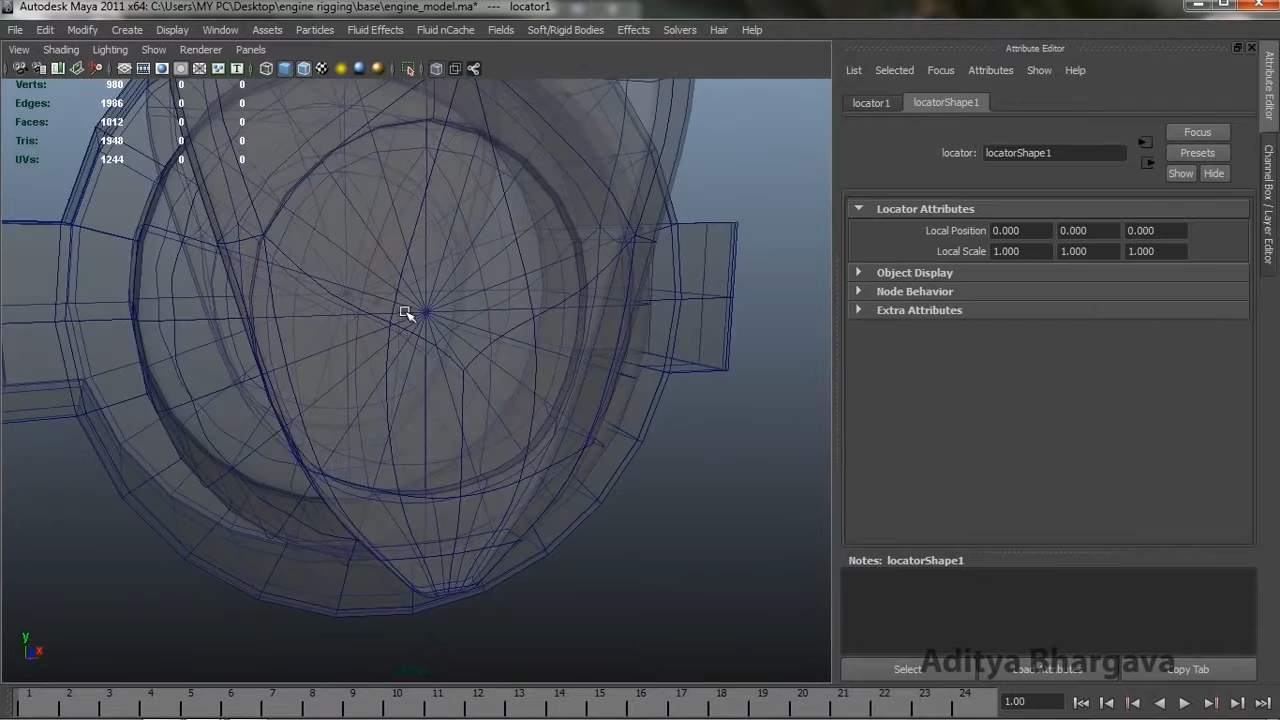 Autodesk Maya 2011 x64: C:\Users\MY PC\Desktop\engine rigging\base\engine_model.ma* --- locator1
File Edit Modify Create Display Window Assets Particles Fluid Effects Fluid nCache Fields Soft/Rigid Bodies Effects Solvers Hair Help
View Shading Lighting Show Renderer Panels
Attribute Editor
List Selected Focus Attributes Show Help
Verts: 980 0 0
Edges: 1986 0 0
Faces: 1012 0 0
Tris: 1948 0 0
UVs: 1244 0 0
locator1 locatorShape1
Focus
locator: locatorShape1
Presets
Show Hide
Locator Attributes
Local Position 0.000 0.000 0.000
Local Scale 1.000 1.000 1.000
Object Display
Node Behavior
Extra Attributes
Notes: locatorShape1
Select Load Attributes Copy Tab
Aditya Bhargava
Attribute Editor
Channel Box / Layer Editor
y
x
1 2 3 4 5 6 7 8 9 10 11 12 13 14 15 16 17 18 19 20 21 22 23 24
1.00